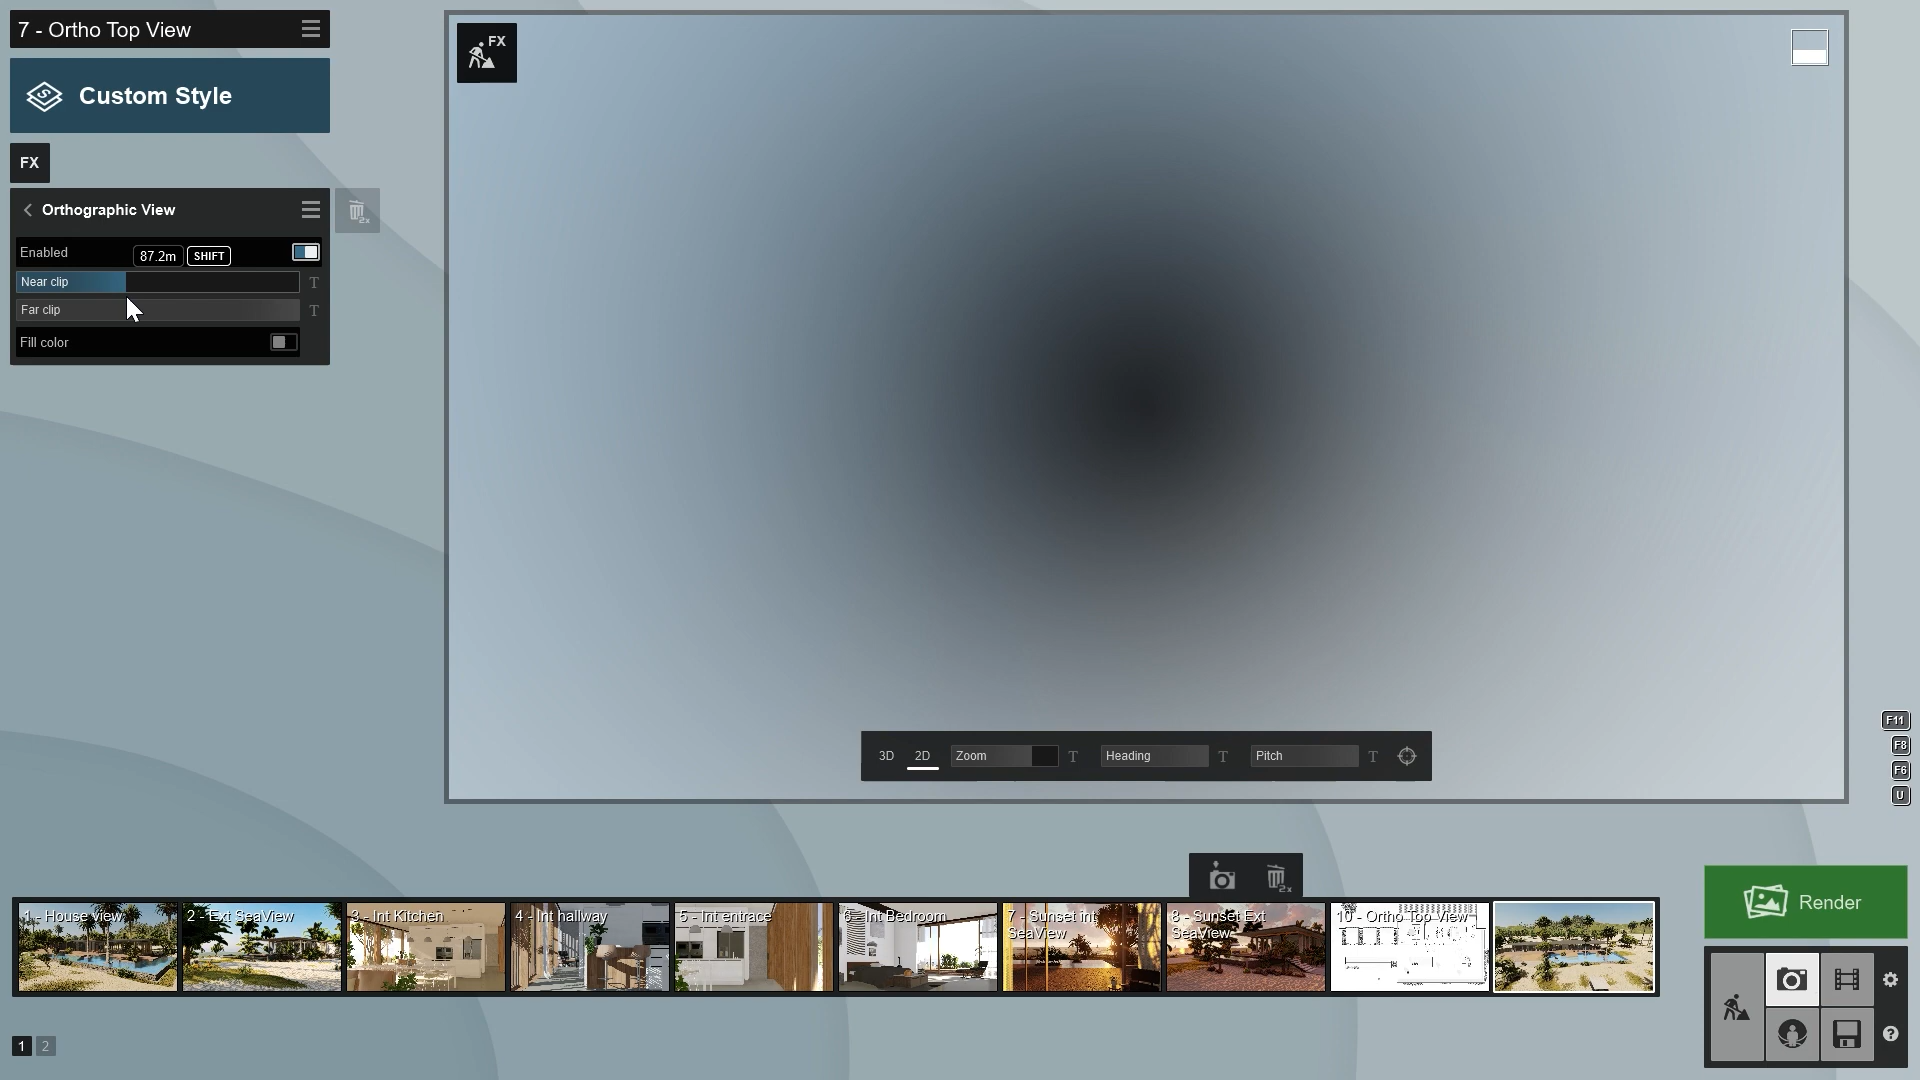 7 - Ortho Top View
FX
Custom Style
FX
Orthographic View
2x
Enabled
87.2m
SHIFT
Near clip
T
Far clip
T
Fill color
3D
2D
Zoom
T
Heading
T
Pitch
T
F11
F8
F6
U
2x
1 - House view
2 - Ext SeaView
3 - Int Kitchen
4 - Int hallway
5 - Int entrace
6 - Int Bedroom
7 - Sunset int
SeaView
8 - Sunset Ext
SeaView
10 - Ortho Top View
Render
?
1
2